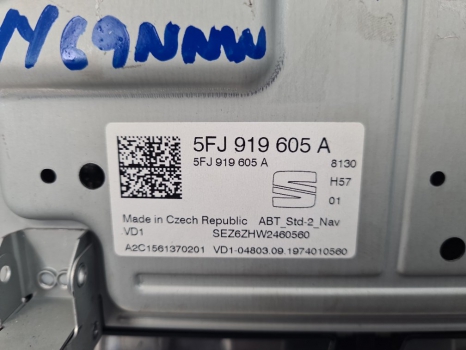 YC9NMW
5FJ 919 605 A
5FJ 919 605 A 8130
H57
01
Made in Czech Republic ABT_Std-2_Nav
VD1 SEZ6ZHW2460560
A2C1561370201 VD1-04803.09.1974010560